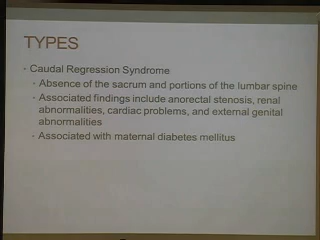 TYPES
• Caudal Regression Syndrome
• Absence of the sacrum and portions of the lumbar spine
• Associated findings include anorectal stenosis, renal
abnormalities, cardiac problems, and external genital
abnormalities
• Associated with maternal diabetes mellitus